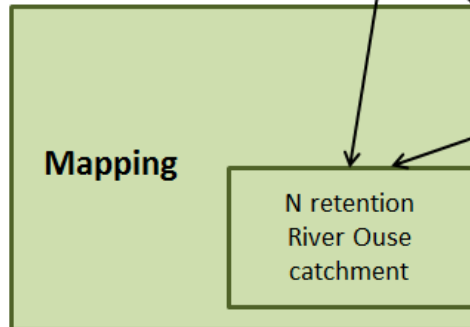 Mapping
N retention
River Ouse
catchment